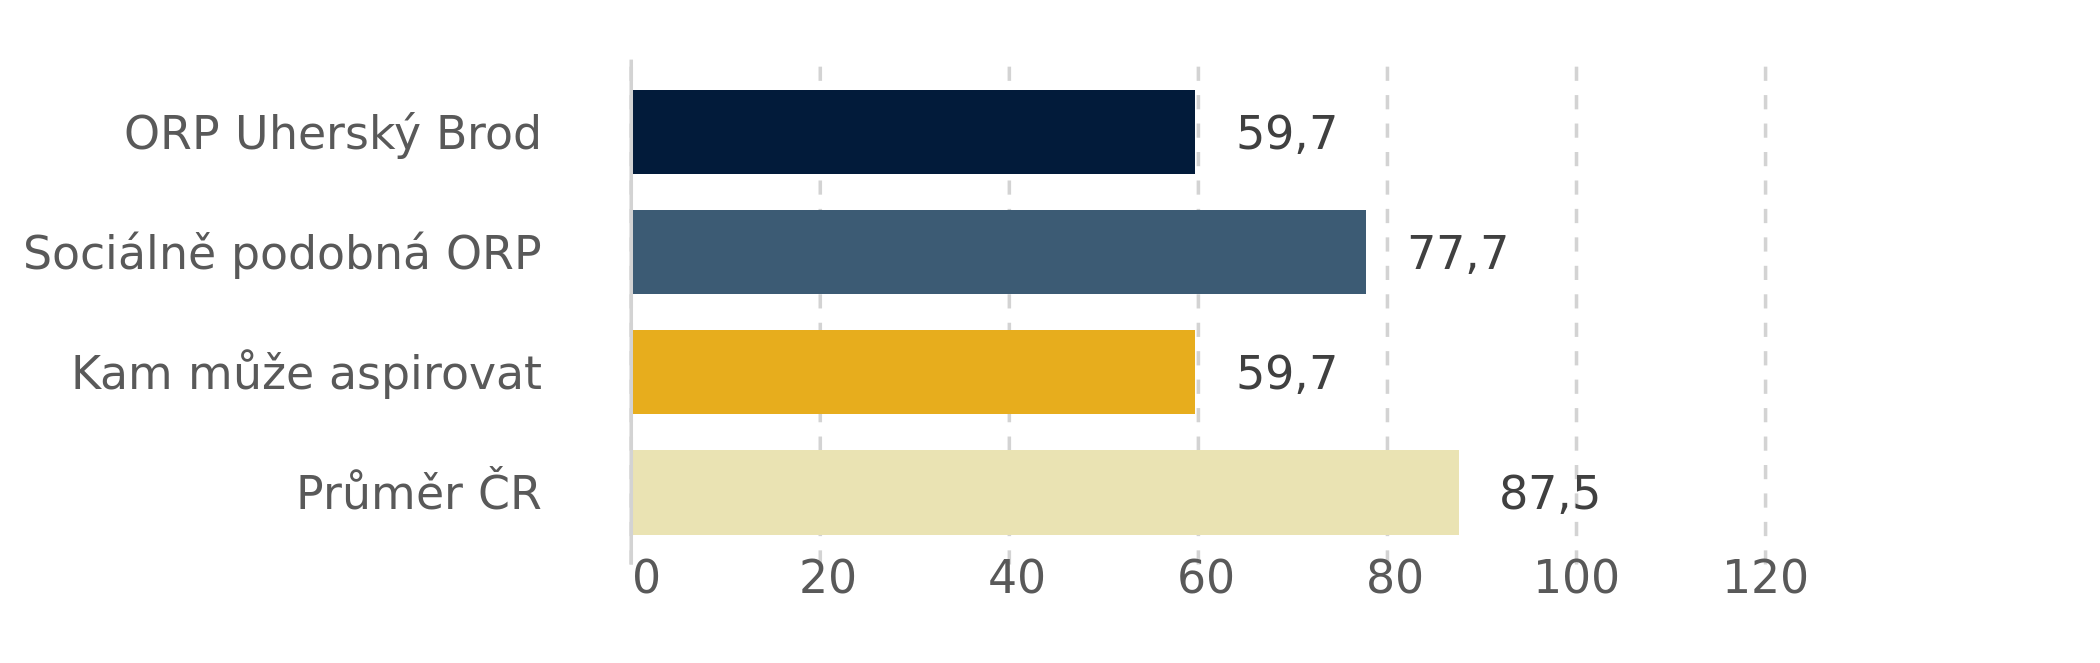 ORP Uherský Brod 59,7
Sociálně podobná ORP 77,7
Kam může aspirovat 59,7
Průměr ČR 87,5
0 20 40 60 80 100 120